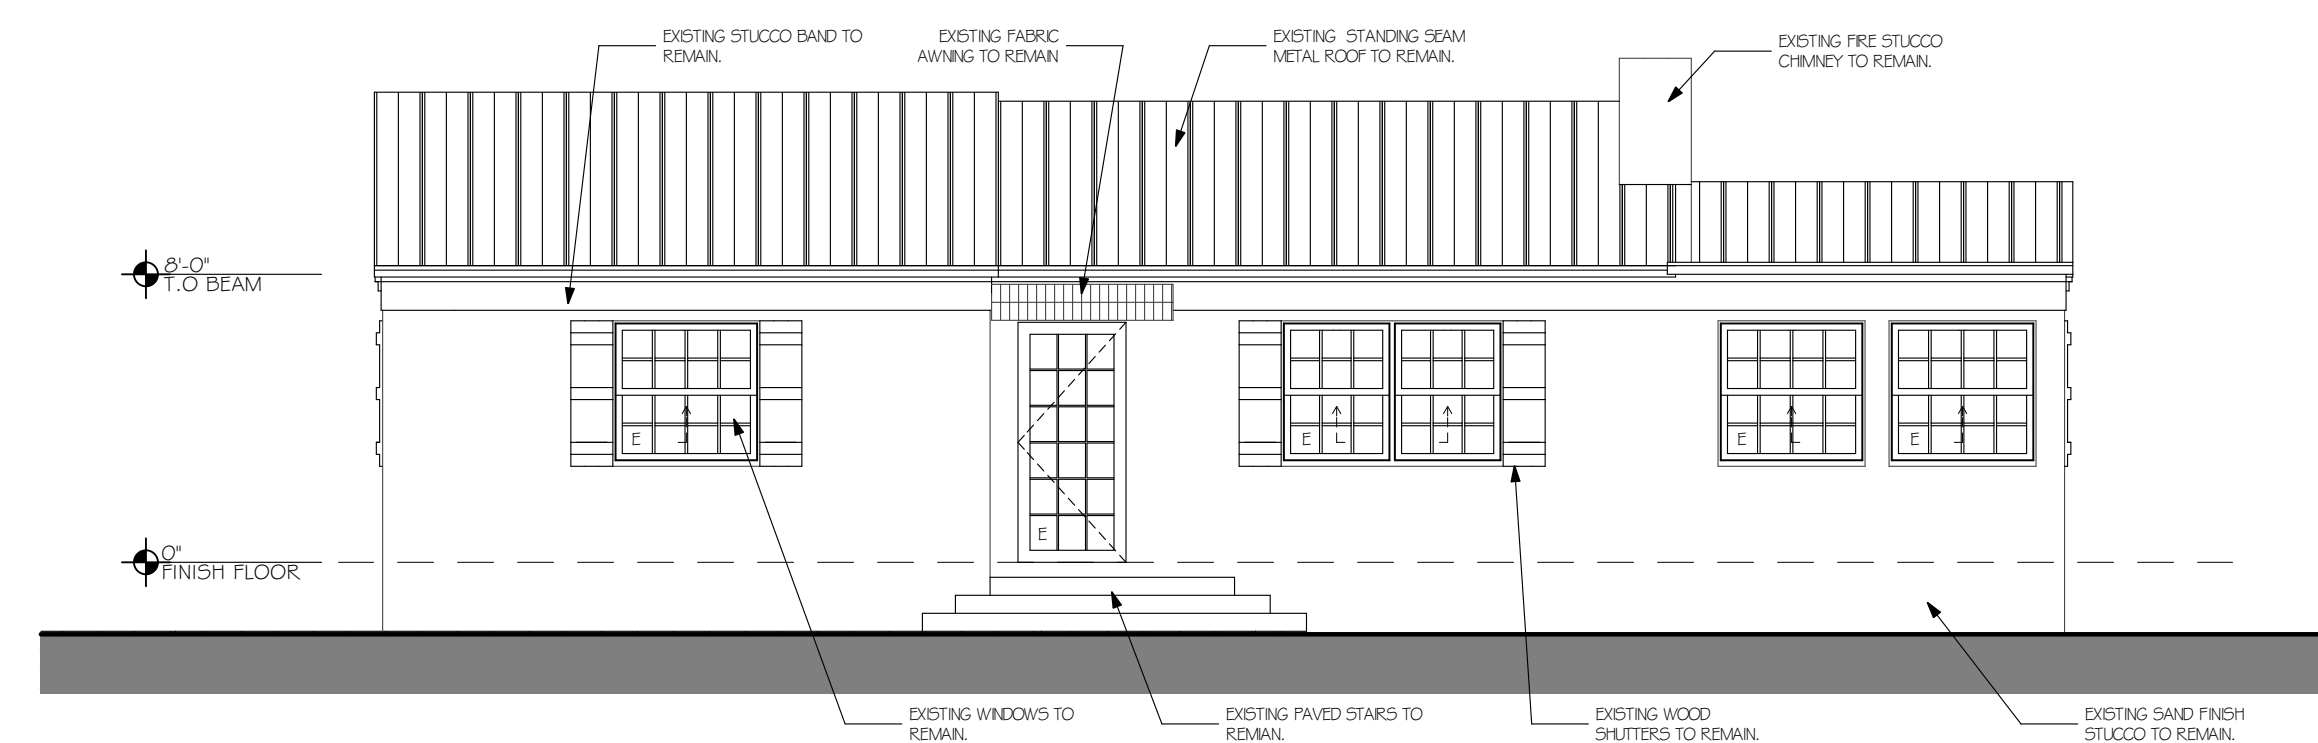 EXISTING STUCCO BAND TO
REMAIN.
EXISTING FABRIC
AWNING TO REMAIN
EXISTING STANDING SEAM
METAL ROOF TO REMAIN.
EXISTING FIRE STUCCO
CHIMNEY TO REMAIN.
8'-0"
T.O BEAM
E
E
E
E
E
0"
FINISH FLOOR
EXISTING WINDOWS TO
REMAIN.
EXISTING PAVED STAIRS TO
REMIAN.
EXISTING WOOD
SHUTTERS TO REMAIN.
EXISTING SAND FINISH
STUCCO TO REMAIN.